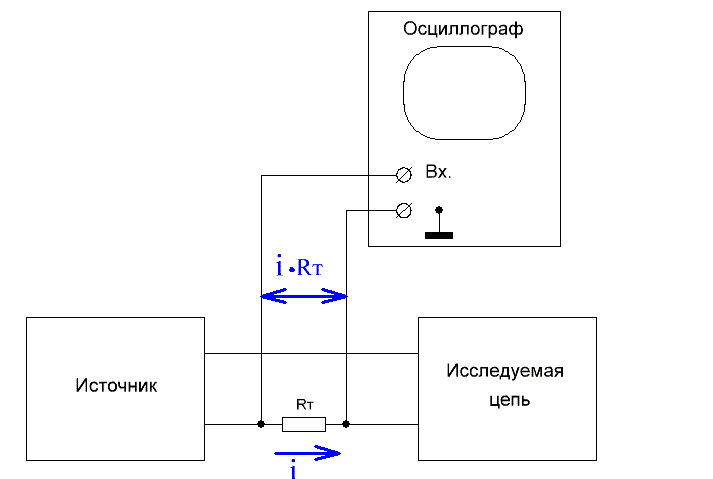 Осциллограф
Вх.
i·Rт
Источник
Исследуемая
цепь
Rт
i